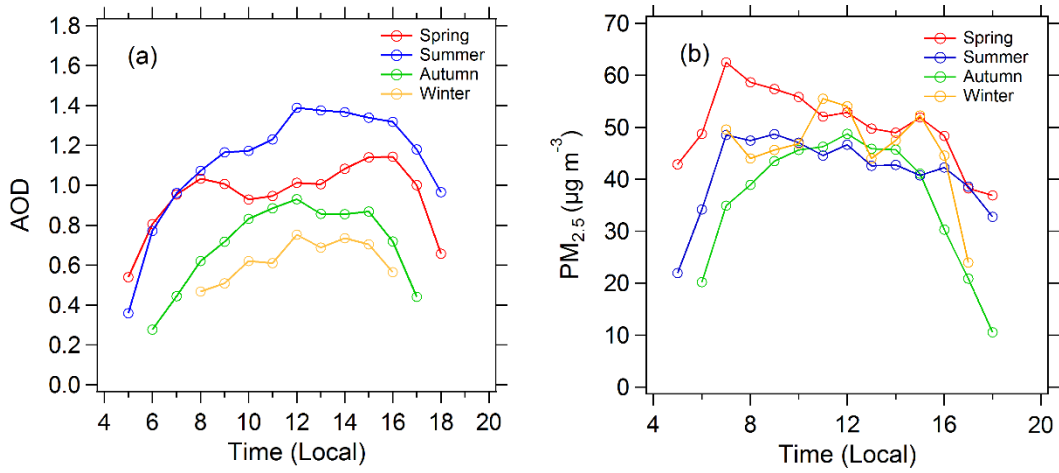 1.8
1.6
1.4
1.2
1.0
0.8
0.6
0.4
0.2
0.0
AOD
(a)
Spring
Summer
Autumn
Winter
4 6 8 10 12 14 16 18 20
Time (Local)
70
60
50
40
30
20
10
0
PM2.5 (µg m-3)
(b)
Spring
Summer
Autumn
Winter
4 8 12 16 20
Time (Local)